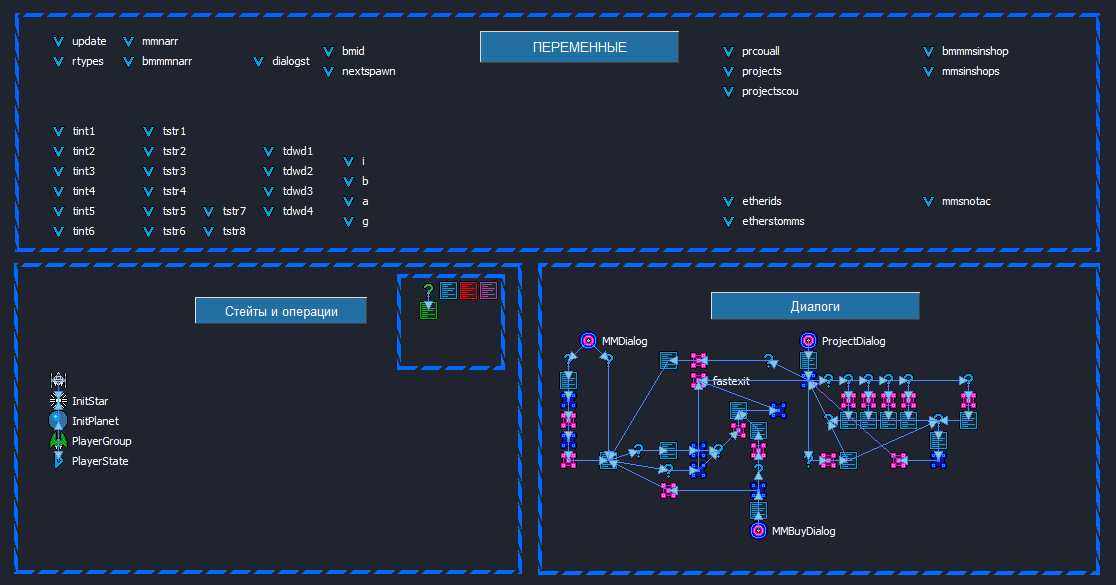 ПЕРЕМЕННЫЕ
update
mmnarr
rtypes
bmmmnarr
dialogst
bmid
nextspawn
prcouall
projects
projectscou
bmmmsinshop
mmsinshops
tint1
tint2
tint3
tint4
tint5
tint6
tstr1
tstr2
tstr3
tstr4
tstr5
tstr6
tstr7
tstr8
tdwd1
tdwd2
tdwd3
tdwd4
i
b
a
g
etherids
etherstomms
mmsnotac
Стейты и операции
InitStar
InitPlanet
PlayerGroup
PlayerState
Диалоги
MMDialog
ProjectDialog
fastexit
MMBuyDialog